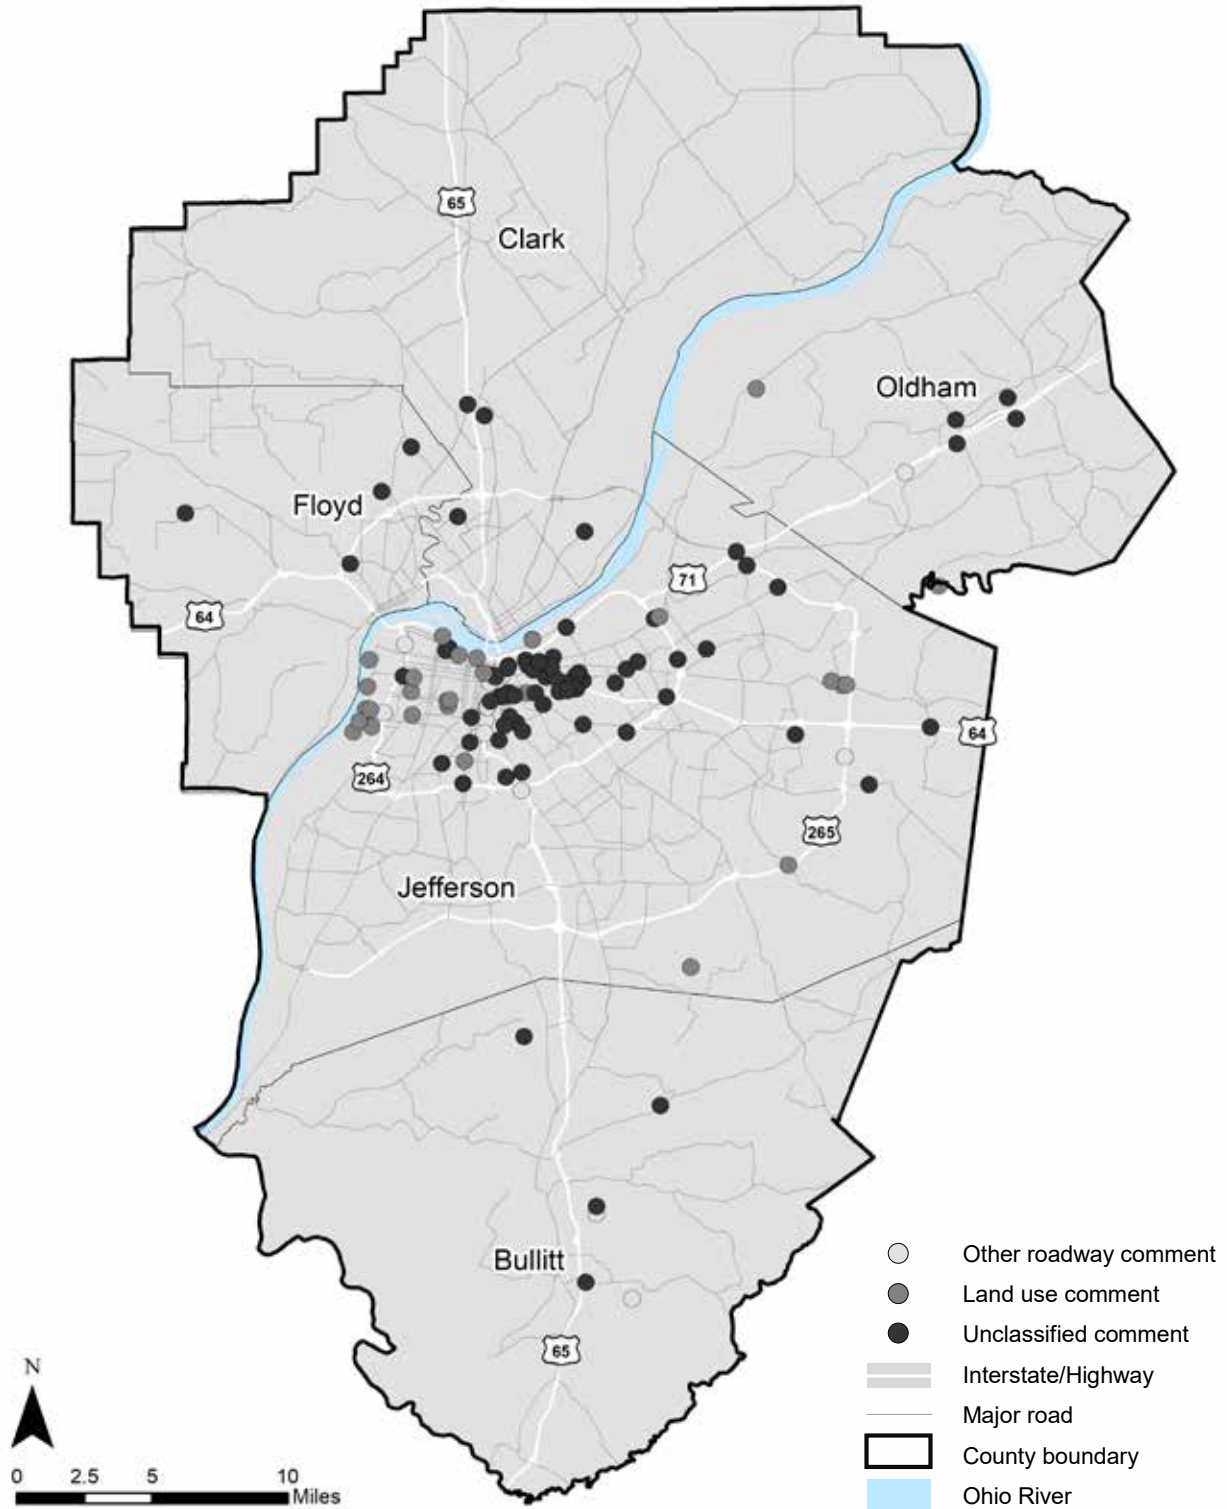 65
Clark
Oldham
Floyd
71
64
64
264
265
Jefferson
Bullitt
65
Other roadway comment
Land use comment
Unclassified comment
Interstate/Highway
Major road
County boundary
Ohio River
N
0 2.5 5 10
Miles